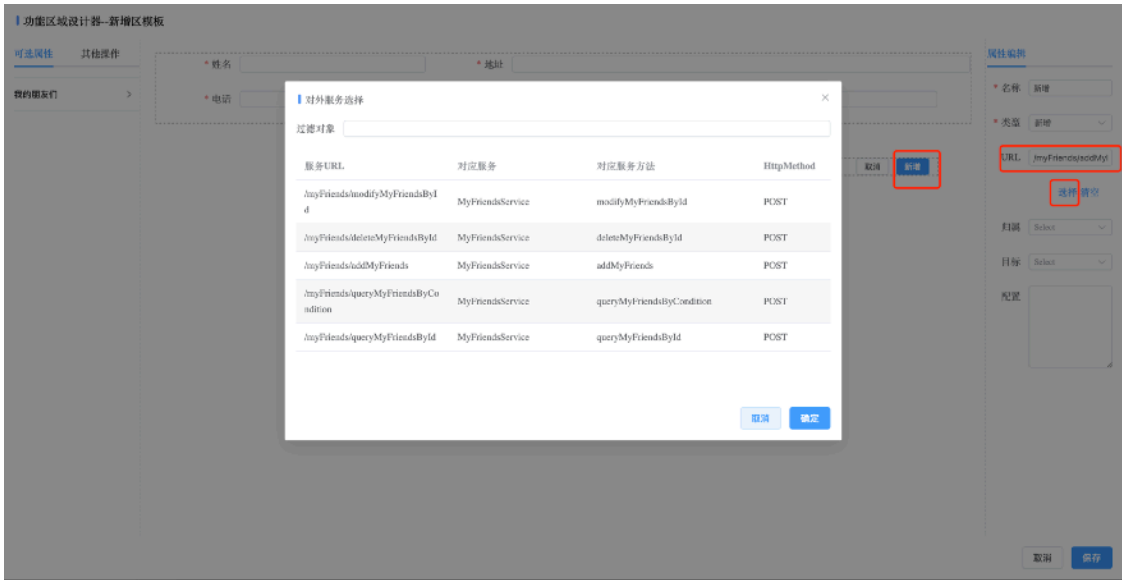 功能区域设计器--新增区模板
可选属性 其他操作
属性编辑
* 姓名
* 地址
我的朋友们 >
* 电话
* 名称 新增
* 类型 新增
URL /myFriends/addMyI
选择 清空
取消 新增
归属 Select
目标 Select
配置
对外服务选择 ×
过滤对象
服务URL 对应服务 对应服务方法 HttpMethod
/myFriends/modifyMyFriendsByI
d MyFriendsService modifyMyFriendsById POST
/myFriends/deleteMyFriendsById MyFriendsService deleteMyFriendsById POST
/myFriends/addMyFriends MyFriendsService addMyFriends POST
/myFriends/queryMyFriendsByCo
ndition MyFriendsService queryMyFriendsByCondition POST
/myFriends/queryMyFriendsById MyFriendsService queryMyFriendsById POST
取消 确定
取消 保存